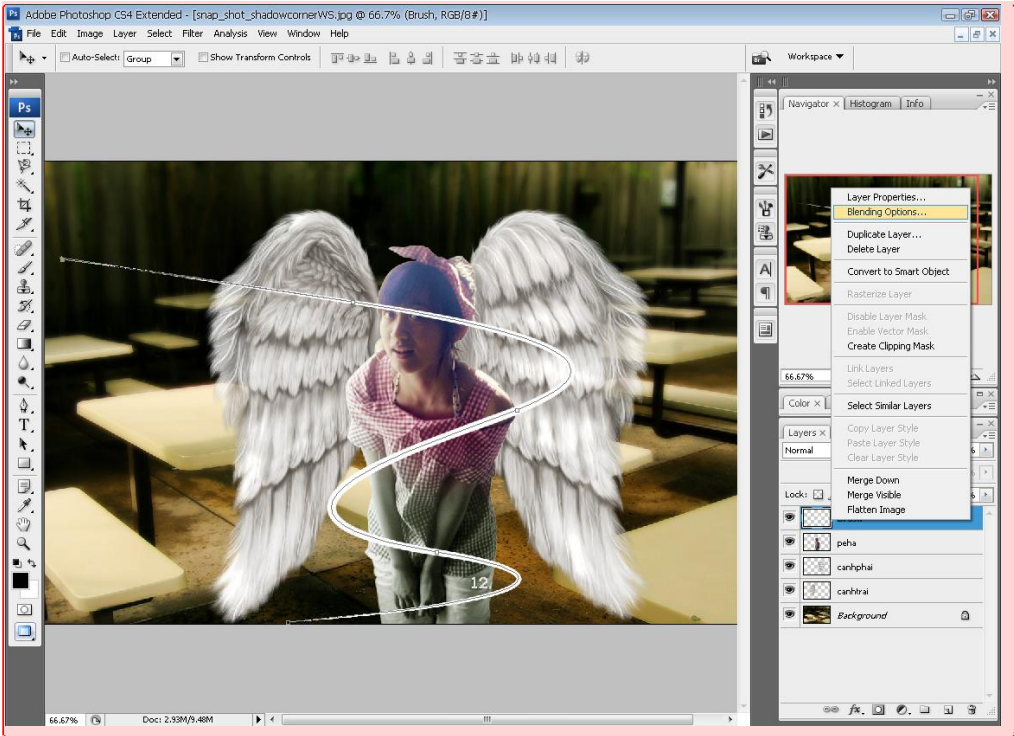 Adobe Photoshop CS4 Extended - [snap_shot_shadowcornerWS.jpg @ 66.7% (Brush, RGB/8#)]
File Edit Image Layer Select Filter Analysis View Window Help
Auto-Select: Group Show Transform Controls Workspace
Ps
Navigator × Histogram Info
Layer Properties...
Blending Options...
Duplicate Layer...
Delete Layer
Convert to Smart Object
Rasterize Layer
Disable Layer Mask
Enable Vector Mask
Create Clipping Mask
Link Layers
Select Linked Layers
Select Similar Layers
Copy Layer Style
Paste Layer Style
Clear Layer Style
Merge Down
Merge Visible
Flatten Image
66.67%
Color ×
Layers ×
Normal
Lock:
peha
canhphai
canhtrai
Background
12.
66.67% Doc: 2.93M/9.48M